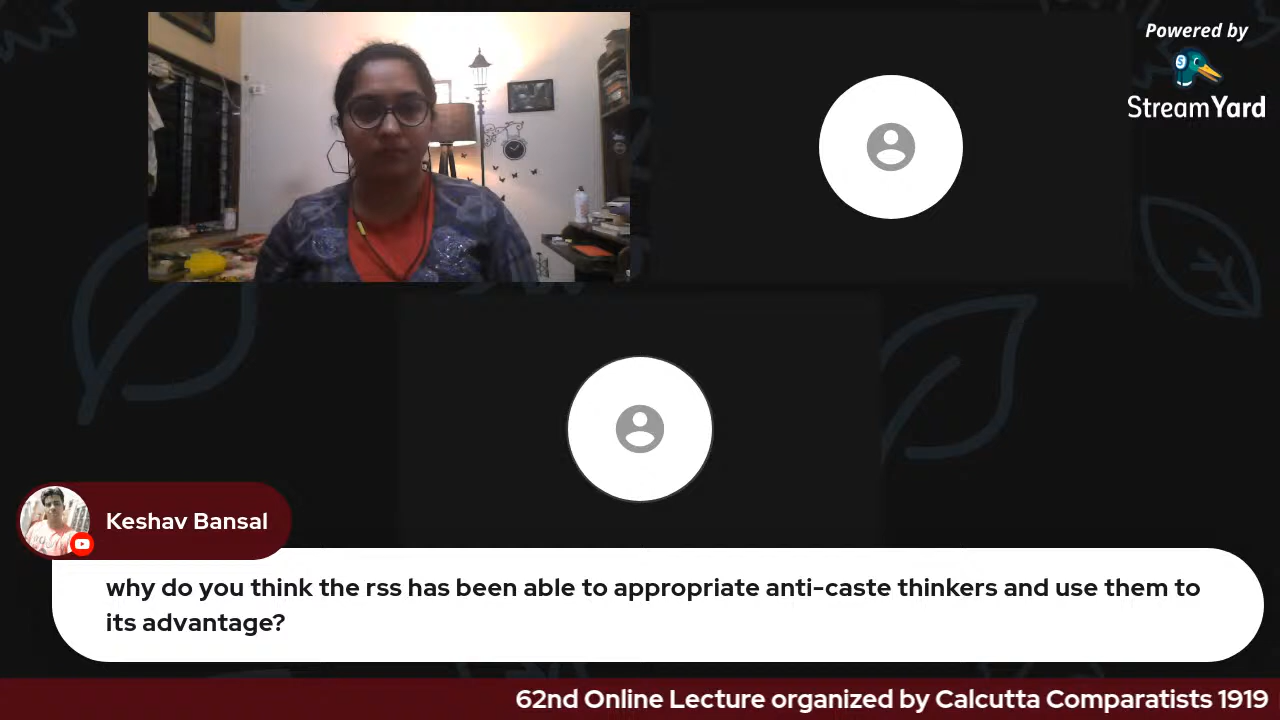 Powered by
StreamYard
Keshav Bansal
why do you think the rss has been able to appropriate anti-caste thinkers and use them to
its advantage?
62nd Online Lecture organized by Calcutta Comparatists 1919